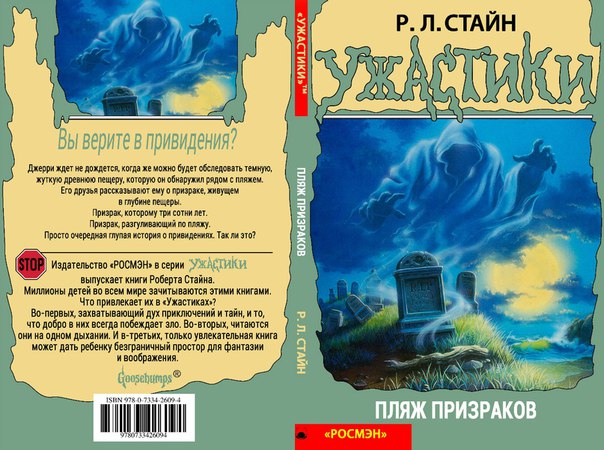 Вы верите в привидения?
Джерри ждет не дождется, когда же можно будет обследовать темную,
жуткую древнюю пещеру, которую он обнаружил рядом с пляжем.
Его друзья рассказывают ему о призраке, живущем
в глубине пещеры.
Призрак, которому три сотни лет.
Призрак, разгуливающий по пляжу.
Просто очередная глупая история о привидениях. Так ли это?
STOP
Издательство «РОСМЭН» в серии УЖАСТИКИ
выпускает книги Роберта Стайна.
Миллионы детей во всем мире зачитываются этими книгами.
Что привлекает их в «Ужастиках»?
Во-первых, захватывающий дух приключений и тайн, и то,
что добро в них всегда побеждает зло. Во-вторых, читаются
они на одном дыхании. И в-третьих, только увлекательная книга
может дать ребенку безграничный простор для фантазии
и воображения.
Goosebumps®
ISBN 978-0-7334-2609-4
9780733426094
«УЖАСТИКИ»™
ПЛЯЖ ПРИЗРАКОВ
Р. Л. СТАЙН
Р. Л. СТАЙН
УЖАСТИКИ
ПЛЯЖ ПРИЗРАКОВ
«РОСМЭН»